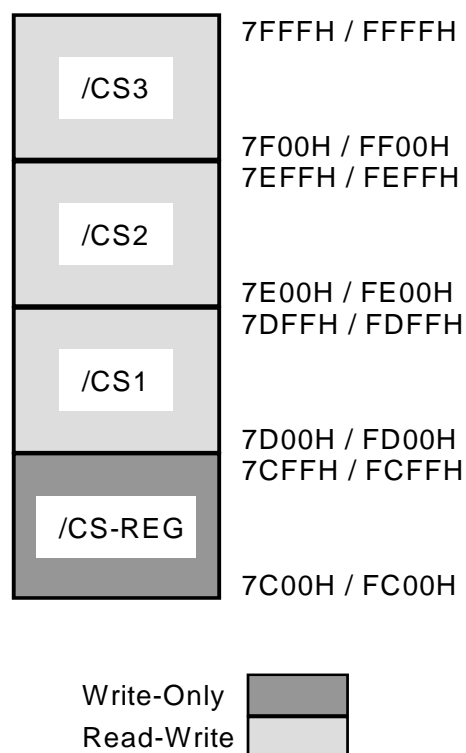 7FFFH / FFFFH
/CS3
7F00H / FF00H
7EFFH / FEFFH
/CS2
7E00H / FE00H
7DFFH / FDFFH
/CS1
7D00H / FD00H
7CFFH / FCFFH
/CS-REG
7C00H / FC00H
Write-Only
Read-Write